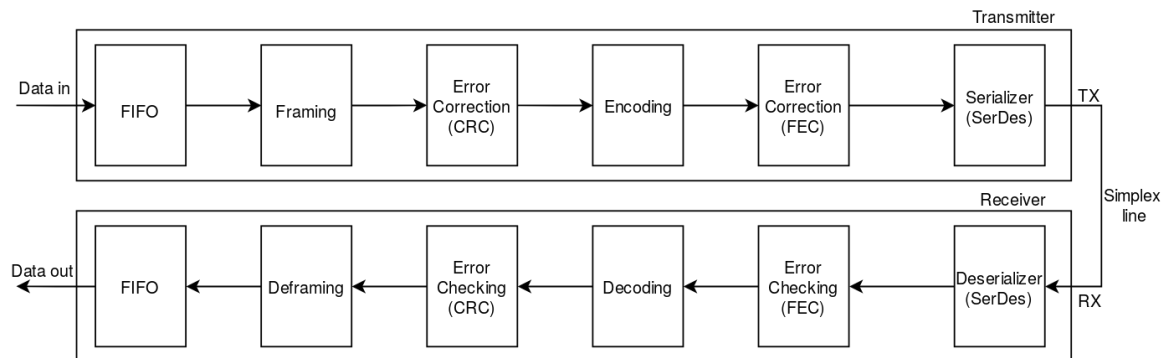 Transmitter
Data in
FIFO
Framing
Error
Correction
(CRC)
Encoding
Error
Correction
(FEC)
Serializer
(SerDes)
TX
Simplex
line
Receiver
Data out
FIFO
Deframing
Error
Checking
(CRC)
Decoding
Error
Checking
(FEC)
Deserializer
(SerDes)
RX